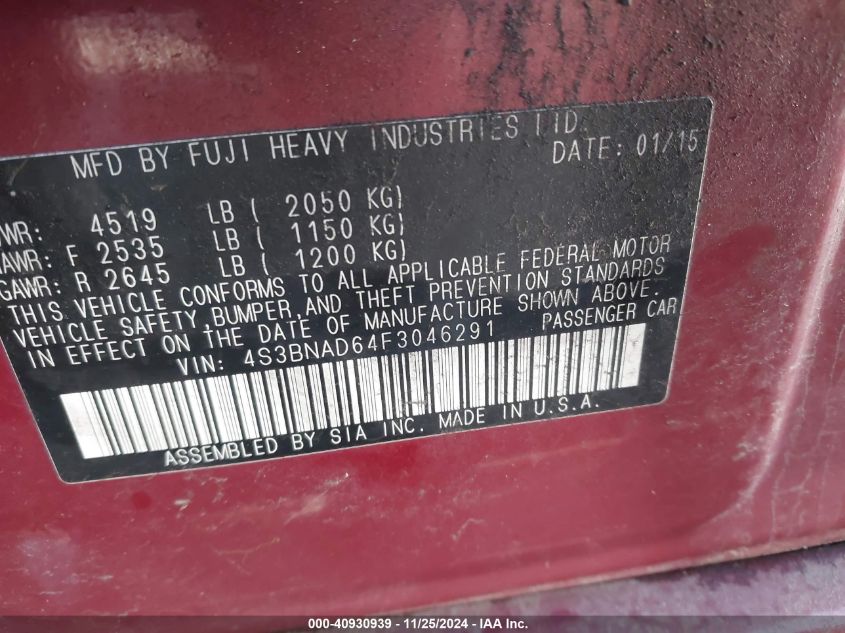 MFD BY FUJI HEAVY INDUSTRIES LTD. DATE: 01/15
WR: 4519 LB ( 2050 KG)
AWR: F 2535 LB ( 1150 KG)
GAWR: R 2645 LB ( 1200 KG)
THIS VEHICLE CONFORMS TO ALL APPLICABLE FEDERAL MOTOR
VEHICLE SAFETY, BUMPER, AND THEFT PREVENTION STANDARDS
IN EFFECT ON THE DATE OF MANUFACTURE SHOWN ABOVE.
VIN: 4S3BNAD64F3046291 PASSENGER CAR
ASSEMBLED BY SIA INC. MADE IN U.S.A.
000-40930939 - 11/25/2024 - IAA Inc.